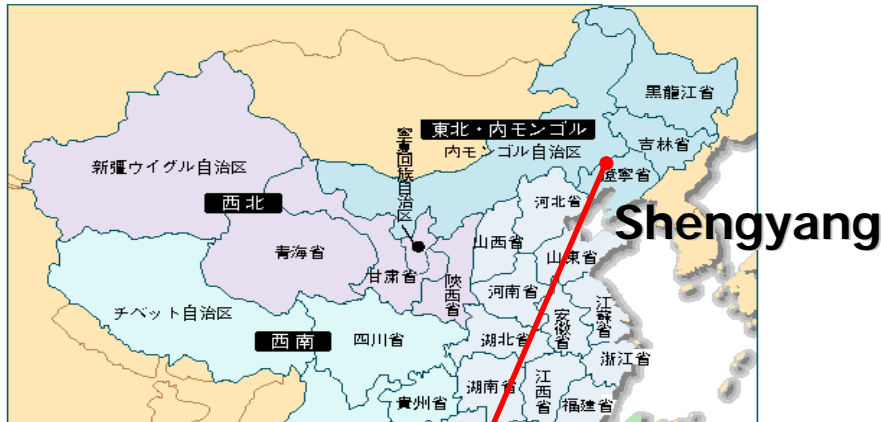 黒龍江省
東北・内モンゴル
吉林省
内モンゴル自治区
寧夏回族自治区
新疆ウイグル自治区
遼寧省
西北
河北省
Shengyang
山西省
青海省
山東省
甘粛省
陝西省
河南省
チベット自治区
江蘇省
安徽省
西南
四川省
湖北省
浙江省
湖南省
江西省
貴州省
福建省